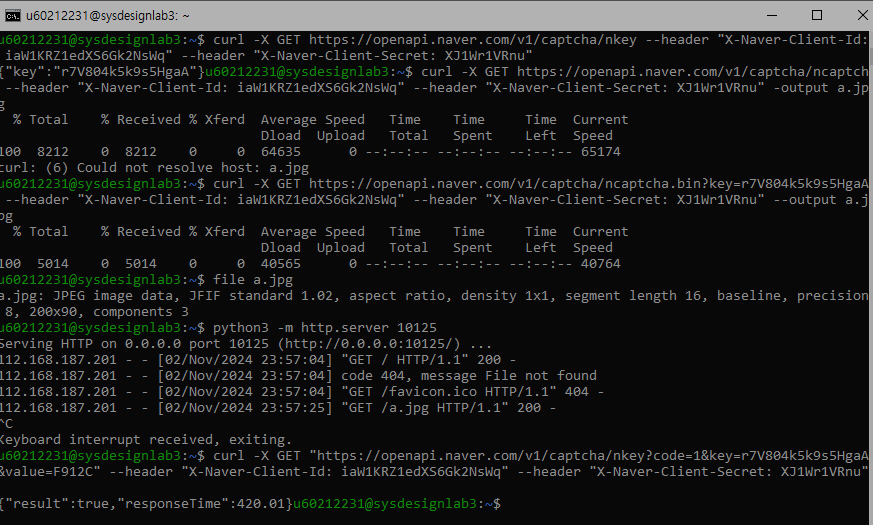 u60212231@sysdesignlab3: ~
u60212231@sysdesignlab3:~$ curl -X GET https://openapi.naver.com/v1/captcha/nkey --header "X-Naver-Client-Id:
 iaW1KRZ1edXS6Gk2NsWq" --header "X-Naver-Client-Secret: XJ1Wr1VRnu"
{"key":"r7V804k5k9s5HgaA"}u60212231@sysdesignlab3:~$ curl -X GET https://openapi.naver.com/v1/captcha/ncaptch
 --header "X-Naver-Client-Id: iaW1KRZ1edXS6Gk2NsWq" --header "X-Naver-Client-Secret: XJ1Wr1VRnu" -output a.jp
g
  % Total    % Received % Xferd  Average Speed   Time    Time     Time  Current
                                 Dload  Upload   Total   Spent    Left  Speed
100  8212    0  8212    0     0  64635      0 --:--:-- --:--:-- --:--:-- 65174
curl: (6) Could not resolve host: a.jpg
u60212231@sysdesignlab3:~$ curl -X GET https://openapi.naver.com/v1/captcha/ncaptcha.bin?key=r7V804k5k9s5HgaA
 --header "X-Naver-Client-Id: iaW1KRZ1edXS6Gk2NsWq" --header "X-Naver-Client-Secret: XJ1Wr1VRnu" --output a.j
pg
  % Total    % Received % Xferd  Average Speed   Time    Time     Time  Current
                                 Dload  Upload   Total   Spent    Left  Speed
100  5014    0  5014    0     0  40565      0 --:--:-- --:--:-- --:--:-- 40764
u60212231@sysdesignlab3:~$ file a.jpg
a.jpg: JPEG image data, JFIF standard 1.02, aspect ratio, density 1x1, segment length 16, baseline, precision
 8, 200x90, components 3
u60212231@sysdesignlab3:~$ python3 -m http.server 10125
Serving HTTP on 0.0.0.0 port 10125 (http://0.0.0.0:10125/) ...
112.168.187.201 - - [02/Nov/2024 23:57:04] "GET / HTTP/1.1" 200 -
112.168.187.201 - - [02/Nov/2024 23:57:04] code 404, message File not found
112.168.187.201 - - [02/Nov/2024 23:57:04] "GET /favicon.ico HTTP/1.1" 404 -
112.168.187.201 - - [02/Nov/2024 23:57:25] "GET /a.jpg HTTP/1.1" 200 -
^C
Keyboard interrupt received, exiting.
u60212231@sysdesignlab3:~$ curl -X GET "https://openapi.naver.com/v1/captcha/nkey?code=1&key=r7V804k5k9s5HgaA
&value=F912C" --header "X-Naver-Client-Id: iaW1KRZ1edXS6Gk2NsWq" --header "X-Naver-Client-Secret: XJ1Wr1VRnu"
{"result":true,"responseTime":420.01}u60212231@sysdesignlab3:~$